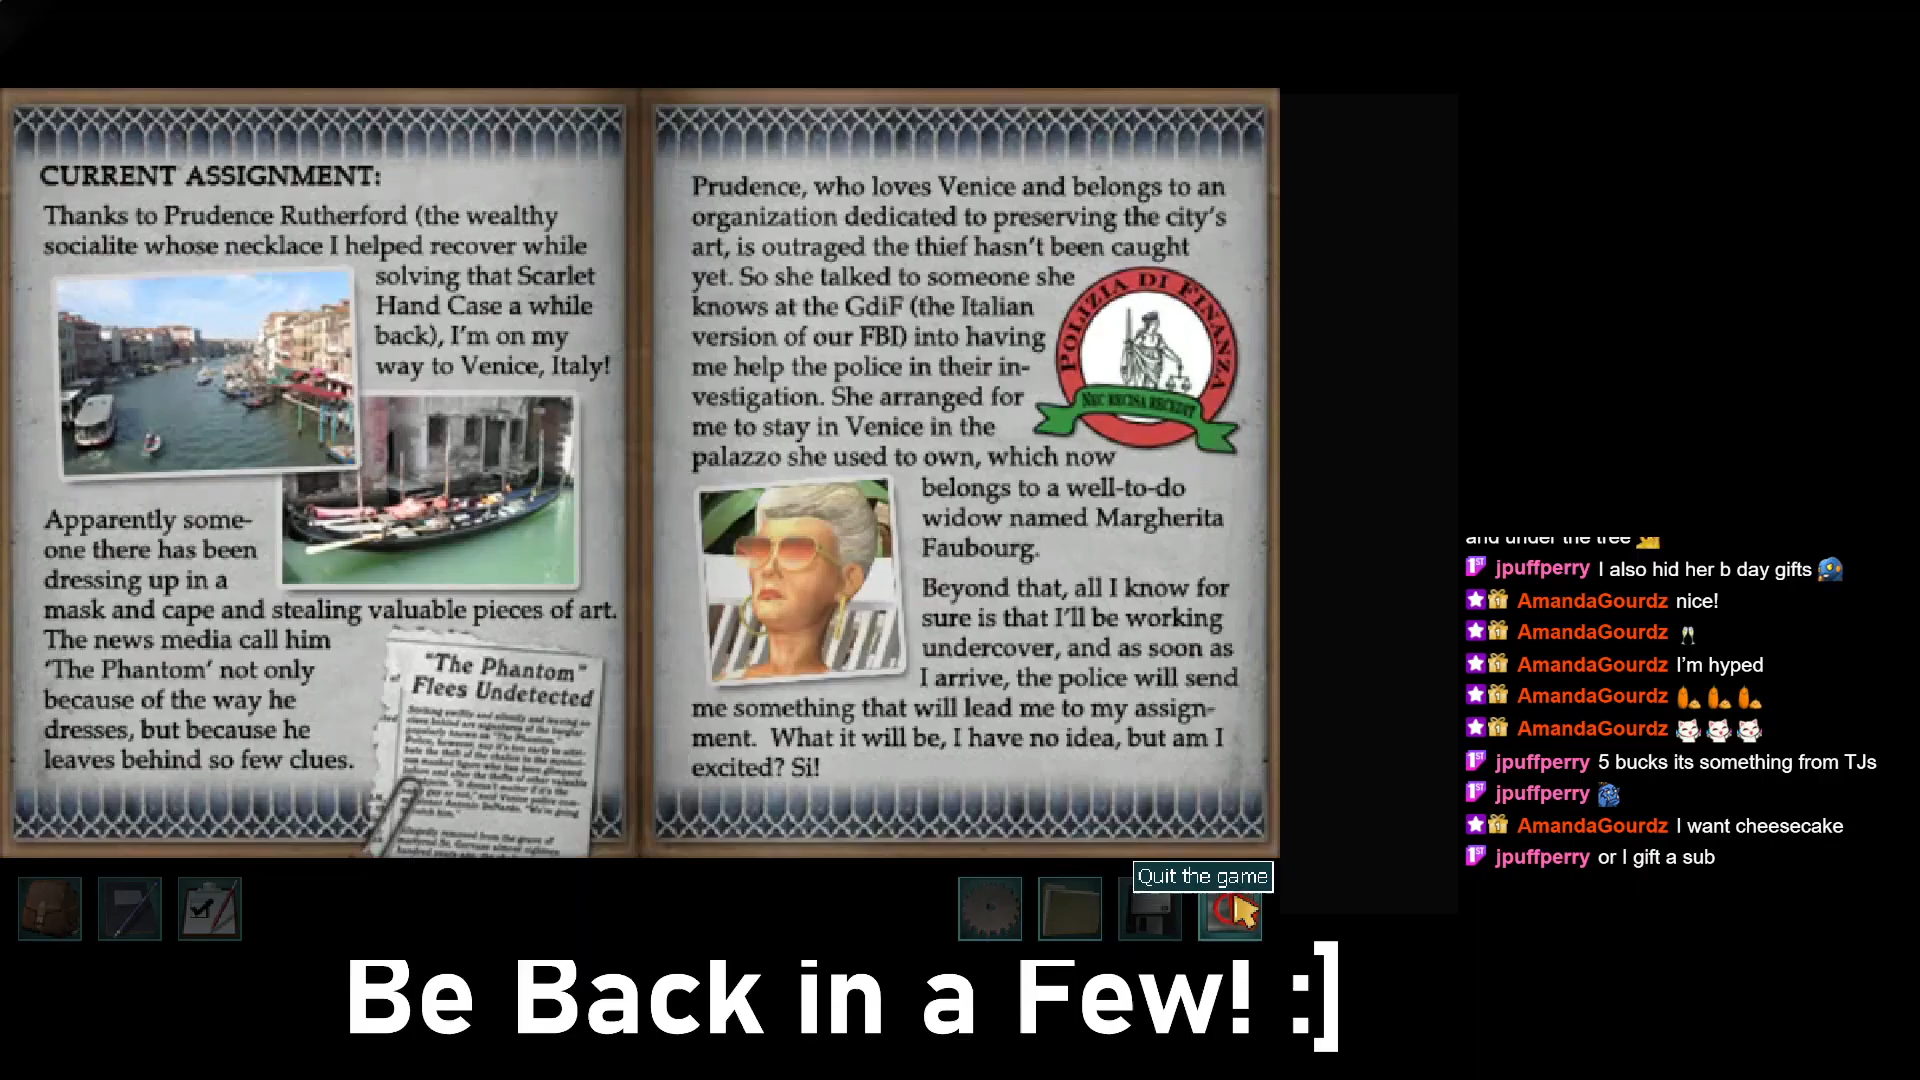 CURRENT ASSIGNMENT:
Thanks to Prudence Rutherford (the wealthy
socialite whose necklace I helped recover while
solving that Scarlet
Hand Case a while
back), I'm on my
way to Venice, Italy!
Apparently some-
one there has been
dressing up in a
mask and cape and stealing valuable pieces of art.
The news media call him
'The Phantom' not only
because of the way he
dresses, but because he
leaves behind so few clues.
"The Phantom"
Flees Undetected
Prudence, who loves Venice and belongs to an
organization dedicated to preserving the city's
art, is outraged the thief hasn't been caught
yet. So she talked to someone she
knows at the GdiF (the Italian
version of our FBI) into having
me help the police in their in-
vestigation. She arranged for
me to stay in Venice in the
palazzo she used to own, which now
POLIZIA DI FINANZA
NEC RECISA RECEDIT
belongs to a well-to-do
widow named Margherita
Faubourg.
Beyond that, all I know for
sure is that I'll be working
undercover, and as soon as
I arrive, the police will send
me something that will lead me to my assign-
ment. What it will be, I have no idea, but am I
excited? Si!
Quit the game
Be Back in a Few! :]
and under the tree
jpuffperry I also hid her b day gifts
AmandaGourdz nice!
AmandaGourdz
AmandaGourdz I'm hyped
AmandaGourdz
AmandaGourdz
jpuffperry 5 bucks its something from TJs
jpuffperry
AmandaGourdz I want cheesecake
jpuffperry or I gift a sub